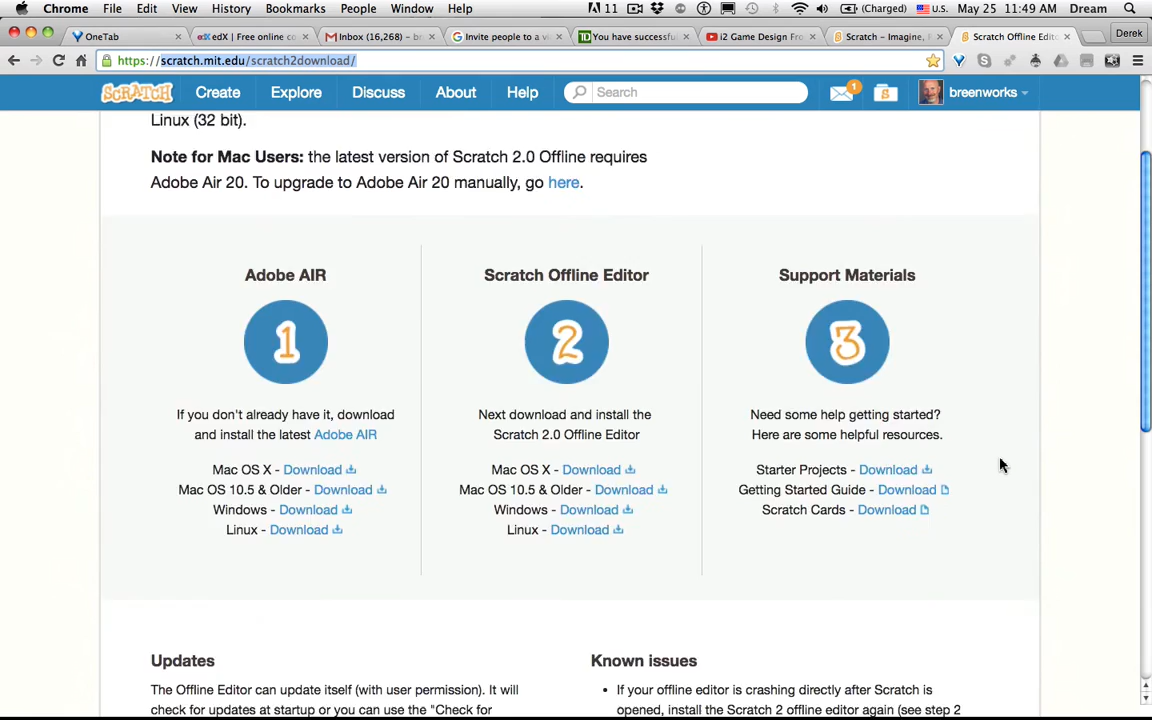 Chrome File Edit View History Bookmarks People Window Help 11 (Charged) U.S. May 25 11:49 AM Dream
OneTab edX | Free online co Inbox (16,268) - br Invite people to a v You have successfu i2 Game Design Fro Scratch – Imagine, P Scratch Offline Edit Derek
https://scratch.mit.edu/scratch2download/
SCRATCH Create Explore Discuss About Help Search 1 breenworks
Linux (32 bit).
Note for Mac Users: the latest version of Scratch 2.0 Offline requires
Adobe Air 20. To upgrade to Adobe Air 20 manually, go here.
Adobe AIR
1
If you don't already have it, download
and install the latest Adobe AIR
Mac OS X - Download
Mac OS 10.5 & Older - Download
Windows - Download
Linux - Download
Scratch Offline Editor
2
Next download and install the
Scratch 2.0 Offline Editor
Mac OS X - Download
Mac OS 10.5 & Older - Download
Windows - Download
Linux - Download
Support Materials
3
Need some help getting started?
Here are some helpful resources.
Starter Projects - Download
Getting Started Guide - Download
Scratch Cards - Download
Updates
The Offline Editor can update itself (with user permission). It will
check for updates at startup or you can use the "Check for
Known issues
• If your offline editor is crashing directly after Scratch is
opened, install the Scratch 2 offline editor again (see step 2